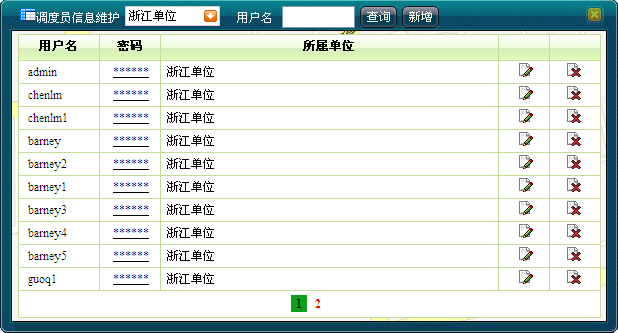 调度员信息维护 浙江单位 用户名 查询 新增
用户名 密码 所属单位
admin ****** 浙江单位
chenlm ****** 浙江单位
chenlm1 ****** 浙江单位
barney ****** 浙江单位
barney2 ****** 浙江单位
barney1 ****** 浙江单位
barney3 ****** 浙江单位
barney4 ****** 浙江单位
barney5 ****** 浙江单位
guoq1 ****** 浙江单位
1 2